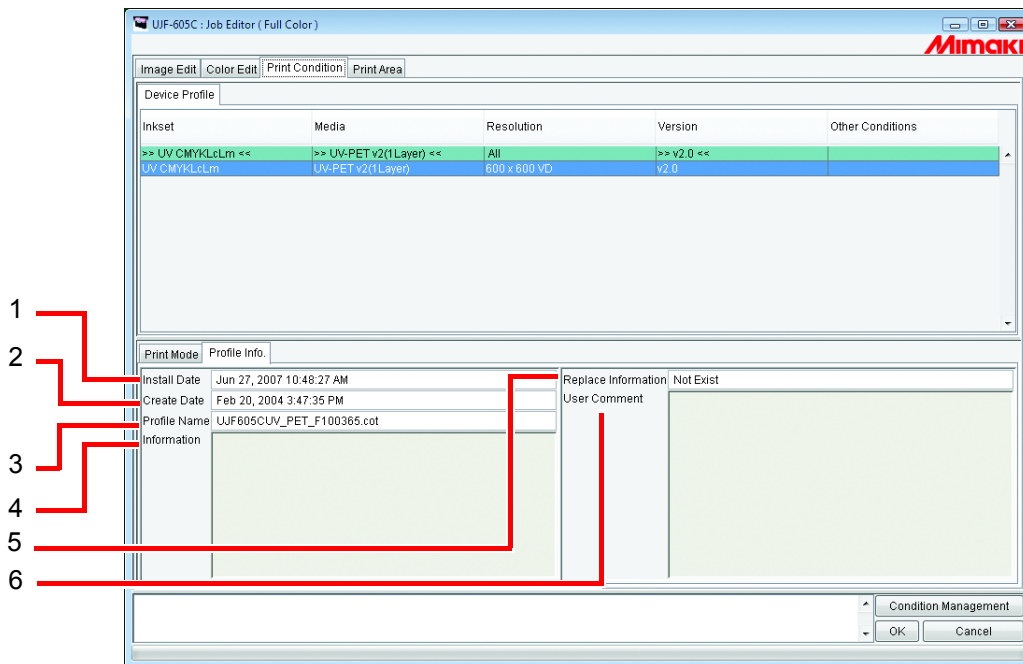 UJF-605C : Job Editor ( Full Color )
Mimaki
Image Edit Color Edit Print Condition Print Area
Device Profile
Inkset Media Resolution Version Other Conditions
>> UV CMYKLcLm << >> UV-PET v2(1Layer) << All >> v2.0 <<
UV CMYKLcLm UV-PET v2(1Layer) 600 x 600 VD v2.0
Print Mode Profile Info.
1 Install Date Jun 27, 2007 10:48:27 AM Replace Information Not Exist
2 Create Date Feb 20, 2004 3:47:35 PM User Comment
Profile Name UJF605CUV_PET_F100365.cot
Information
3
4
5
6
Condition Management
OK Cancel